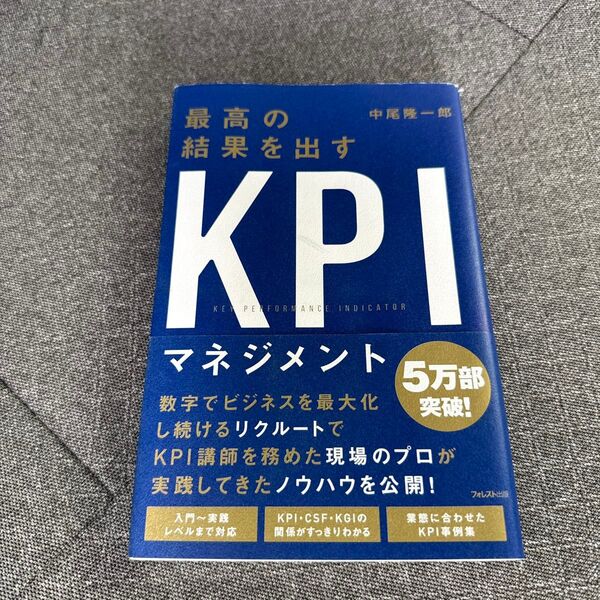 最高の
結果を出す
中尾隆一郎
KPI
KEY PERFORMANCE INDICATOR
マネジメント
5万部
突破!
数字でビジネスを最大化
し続けるリクルートで
KPI講師を務めた現場のプロが
実践してきたノウハウを公開!
フォレスト出版
入門〜実践
レベルまで対応
KPI・CSF・KGIの
関係がすっきりわかる
業態に合わせた
KPI事例集